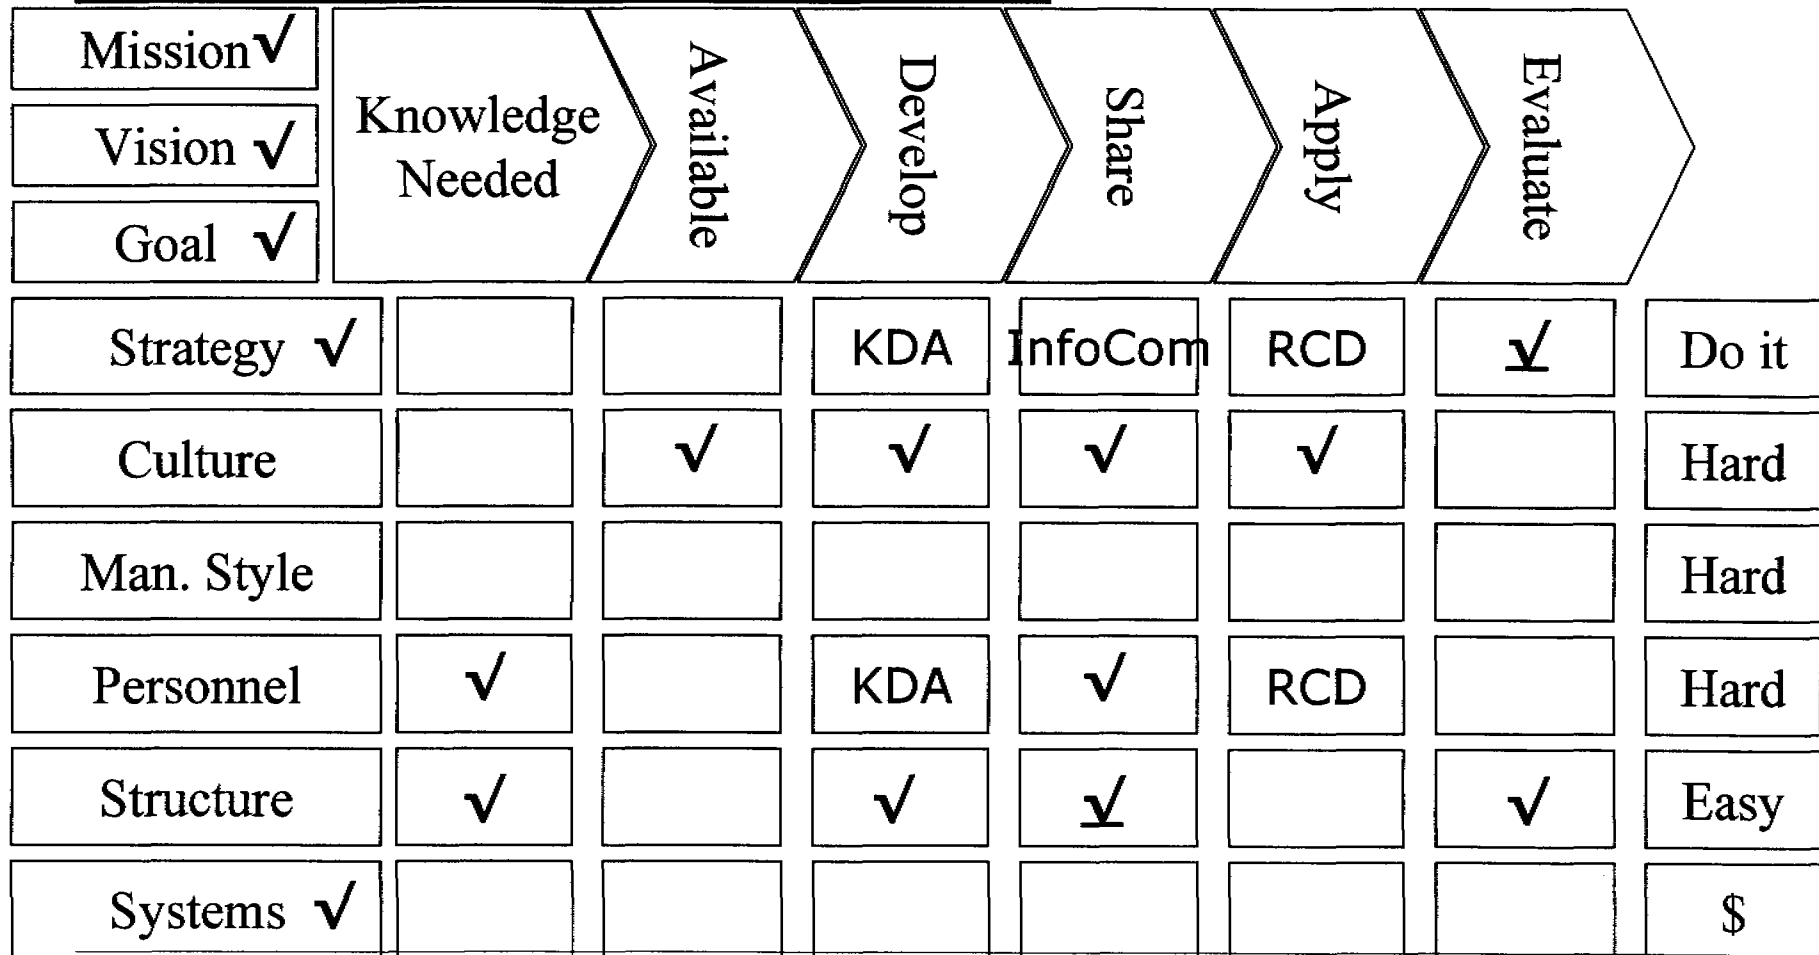 Mission √
Vision √
Goal √
Knowledge
Needed
Available
Develop
Share
Apply
Evaluate
Strategy √ KDA InfoCom RCD √ Do it
Culture √ √ √ √ Hard
Man. Style Hard
Personnel √ KDA √ RCD Hard
Structure √ √ √ √ Easy
Systems √ $